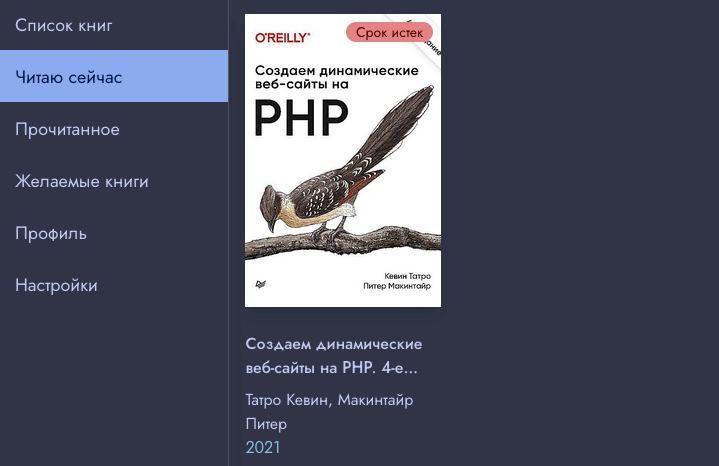 Список книг
Читаю сейчас
Прочитанное
Желаемые книги
Профиль
Настройки
O'REILLY®
Срок истек
Создаем динамические
веб-сайты на
PHP
Кевин Татро
Питер Макинтайр
Создаем динамические
веб-сайты на PHP. 4-е...
Татро Кевин, Макинтайр
Питер
2021